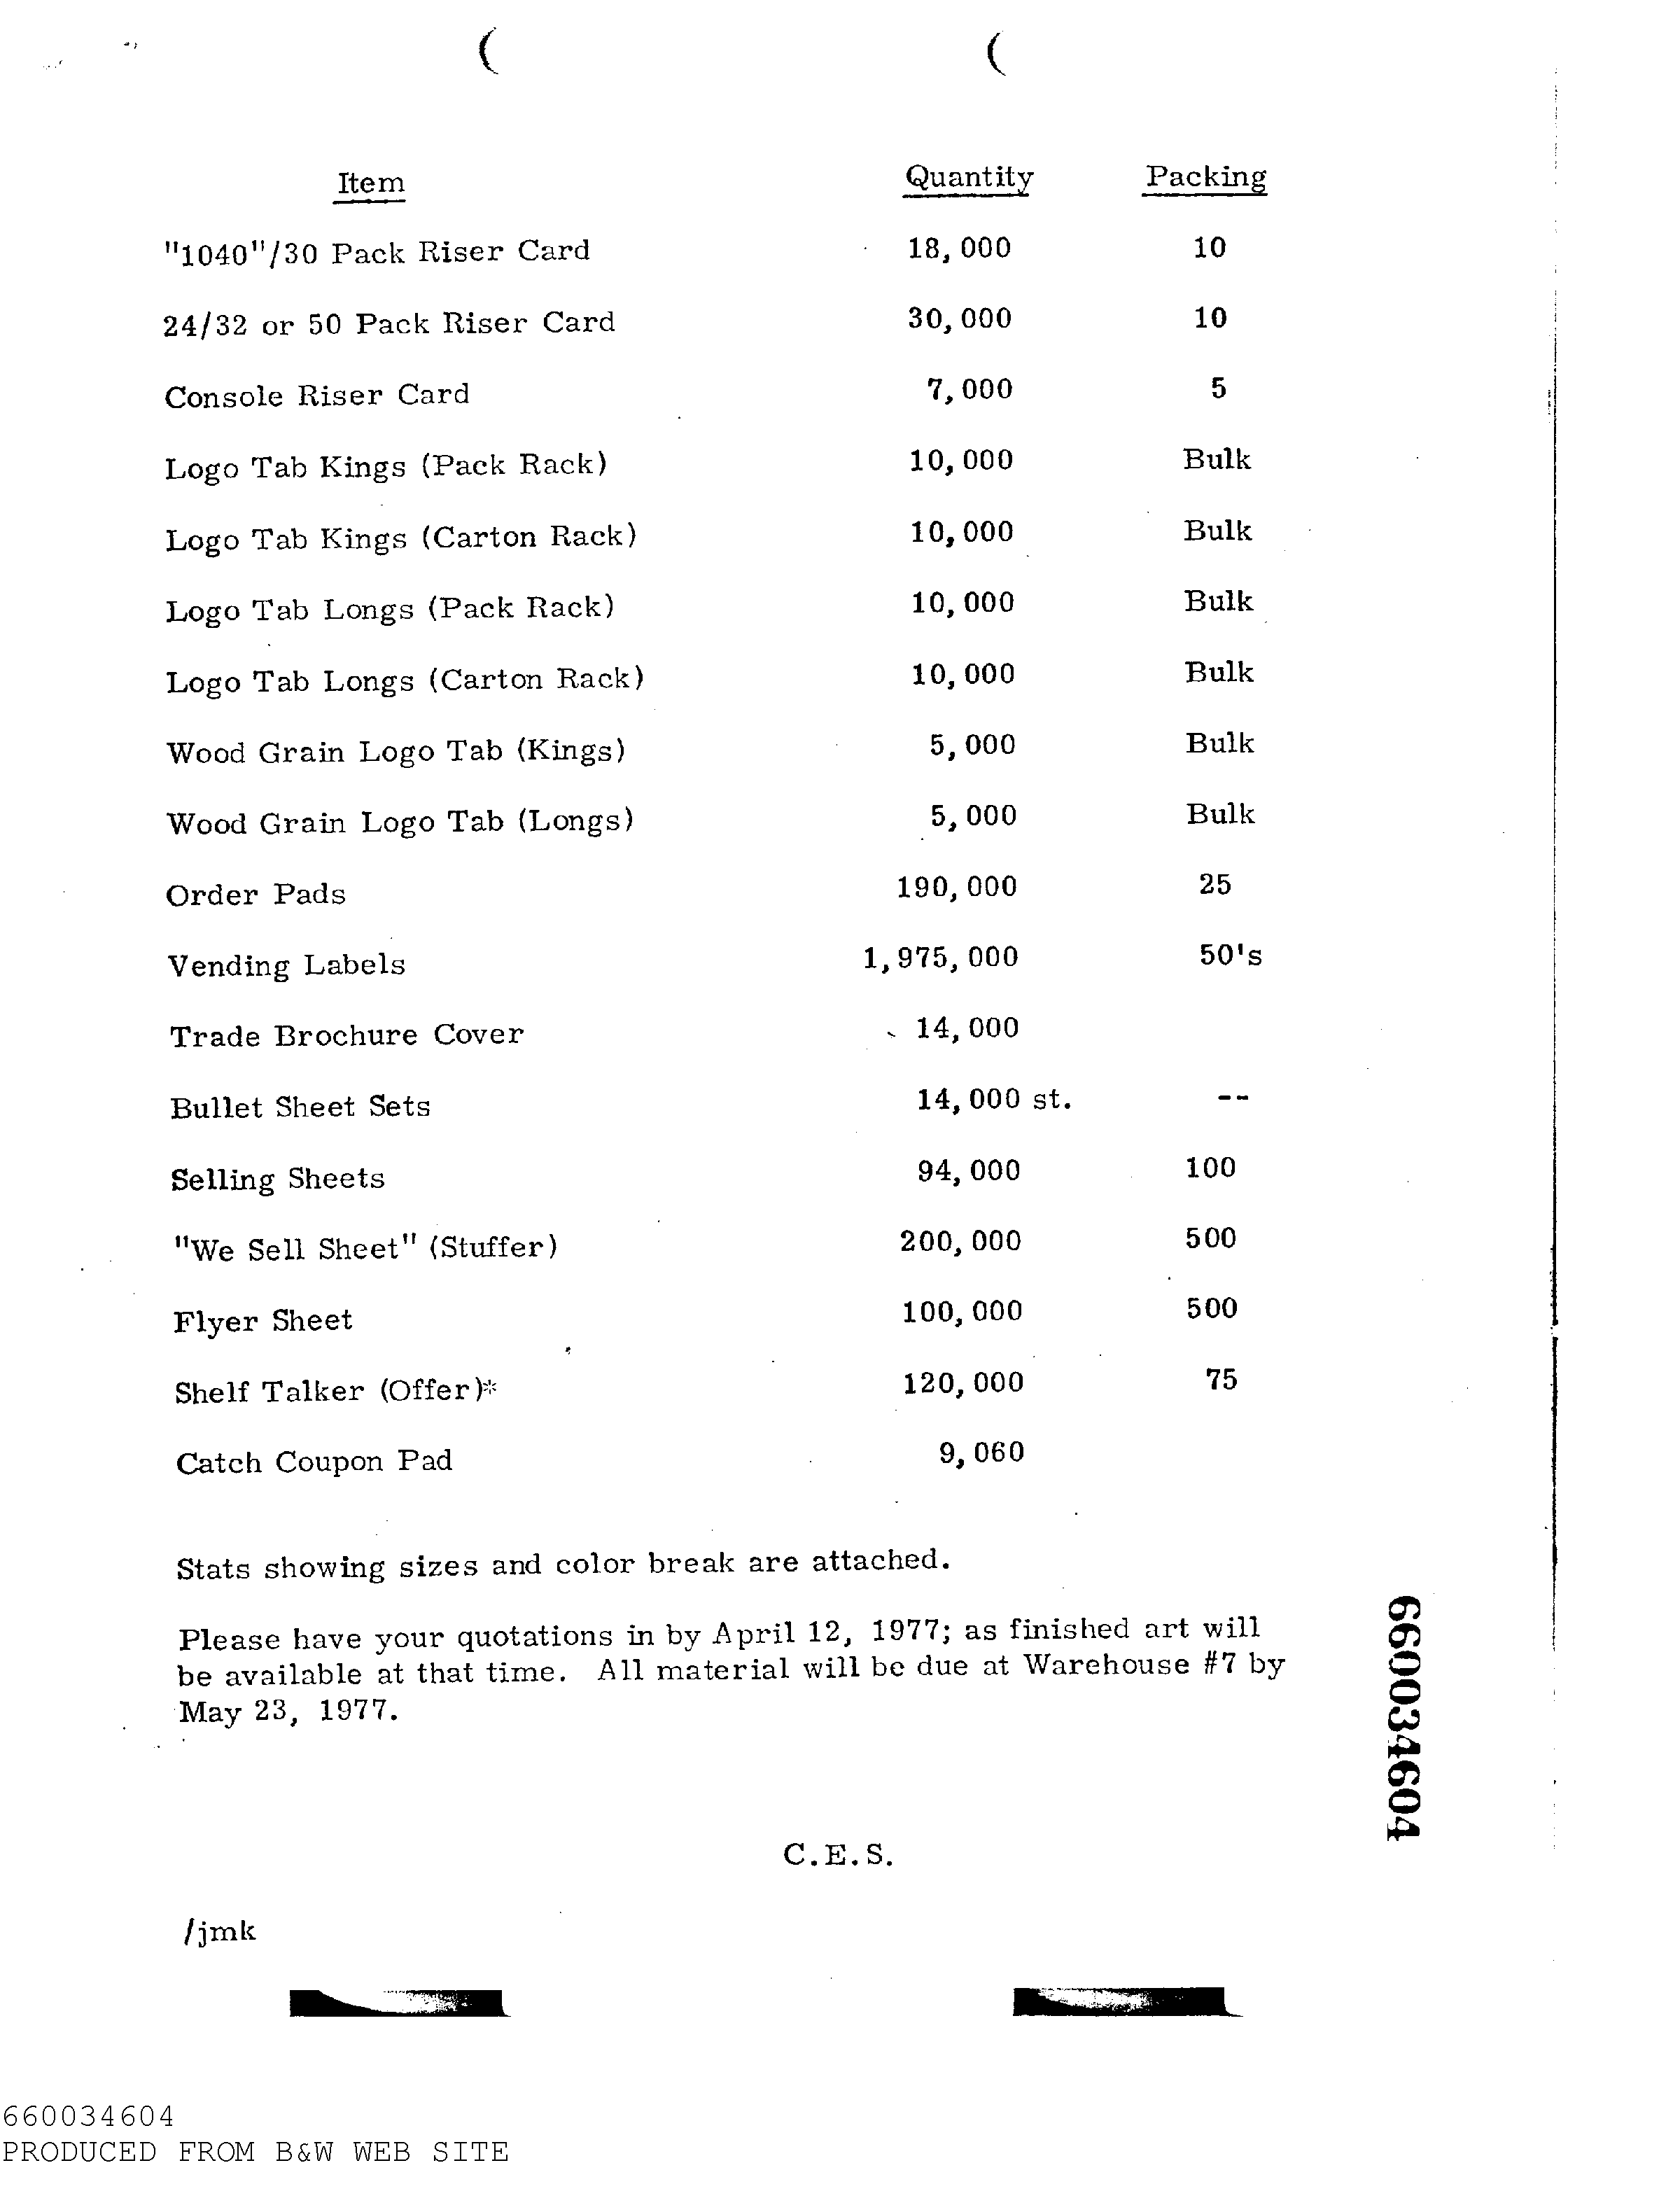 Item Quantity Packing
"1040"/30 Pack Riser Card 18,000 10
24/32 or 50 Pack Riser Card 30,000 10
Console Riser Card 7,000 5
Logo Tab Kings (Pack Rack) 10,000 Bulk
Logo Tab Kings (Carton Rack) 10,000 Bulk
Logo Tab Longs (Pack Rack) 10,000 Bulk
Logo Tab Longs (Carton Rack) 10,000 Bulk
Wood Grain Logo Tab (Kings) 5,000 Bulk
Wood Grain Logo Tab (Longs) 5,000 Bulk
Order Pads 190,000 25
Vending Labels 1,975,000 50's
Trade Brochure Cover 14,000
Bullet Sheet Sets 14,000 st. --
Selling Sheets 94,000 100
"We Sell Sheet" (Stuffer) 200,000 500
Flyer Sheet 100,000 500
Shelf Talker (Offer)* 120,000 75
Catch Coupon Pad 9,060
Stats showing sizes and color break are attached.
Please have your quotations in by April 12, 1977; as finished art will
be available at that time. All material will be due at Warehouse #7 by
May 23, 1977.
660034604
C.E.S.
/jmk
660034604
PRODUCED FROM B&W WEB SITE